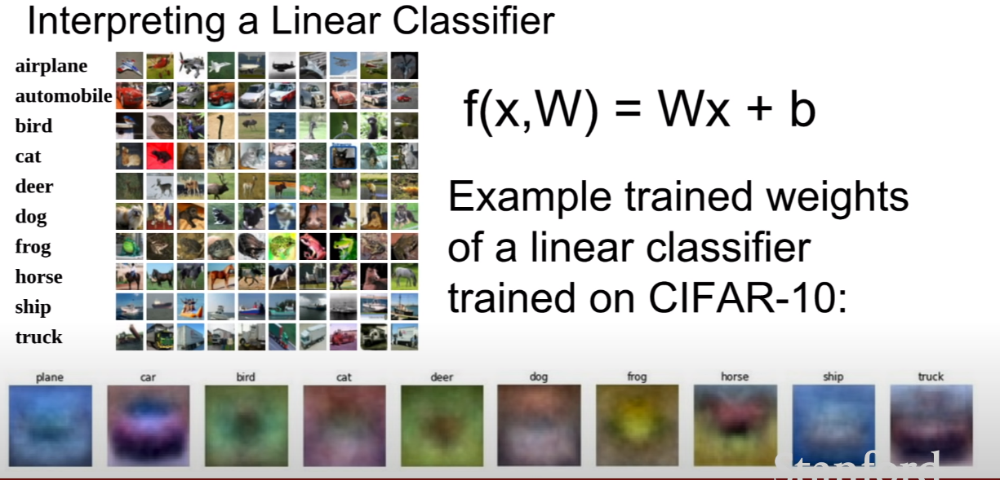 Interpreting a Linear Classifier
airplane
automobile
bird
cat
deer
dog
frog
horse
ship
truck
f(x,W) = Wx + b
Example trained weights
of a linear classifier
trained on CIFAR-10:
plane car bird cat deer dog frog horse ship truck
Stanford